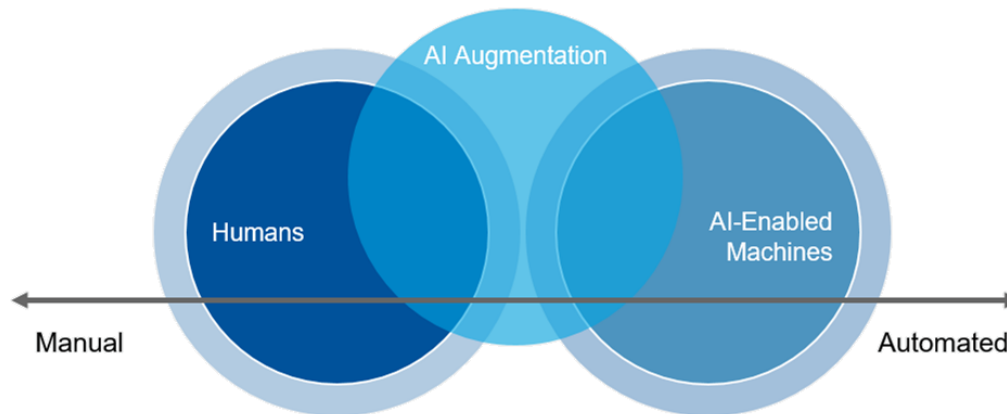 AI Augmentation
Humans
AI-Enabled
Machines
Manual
Automated